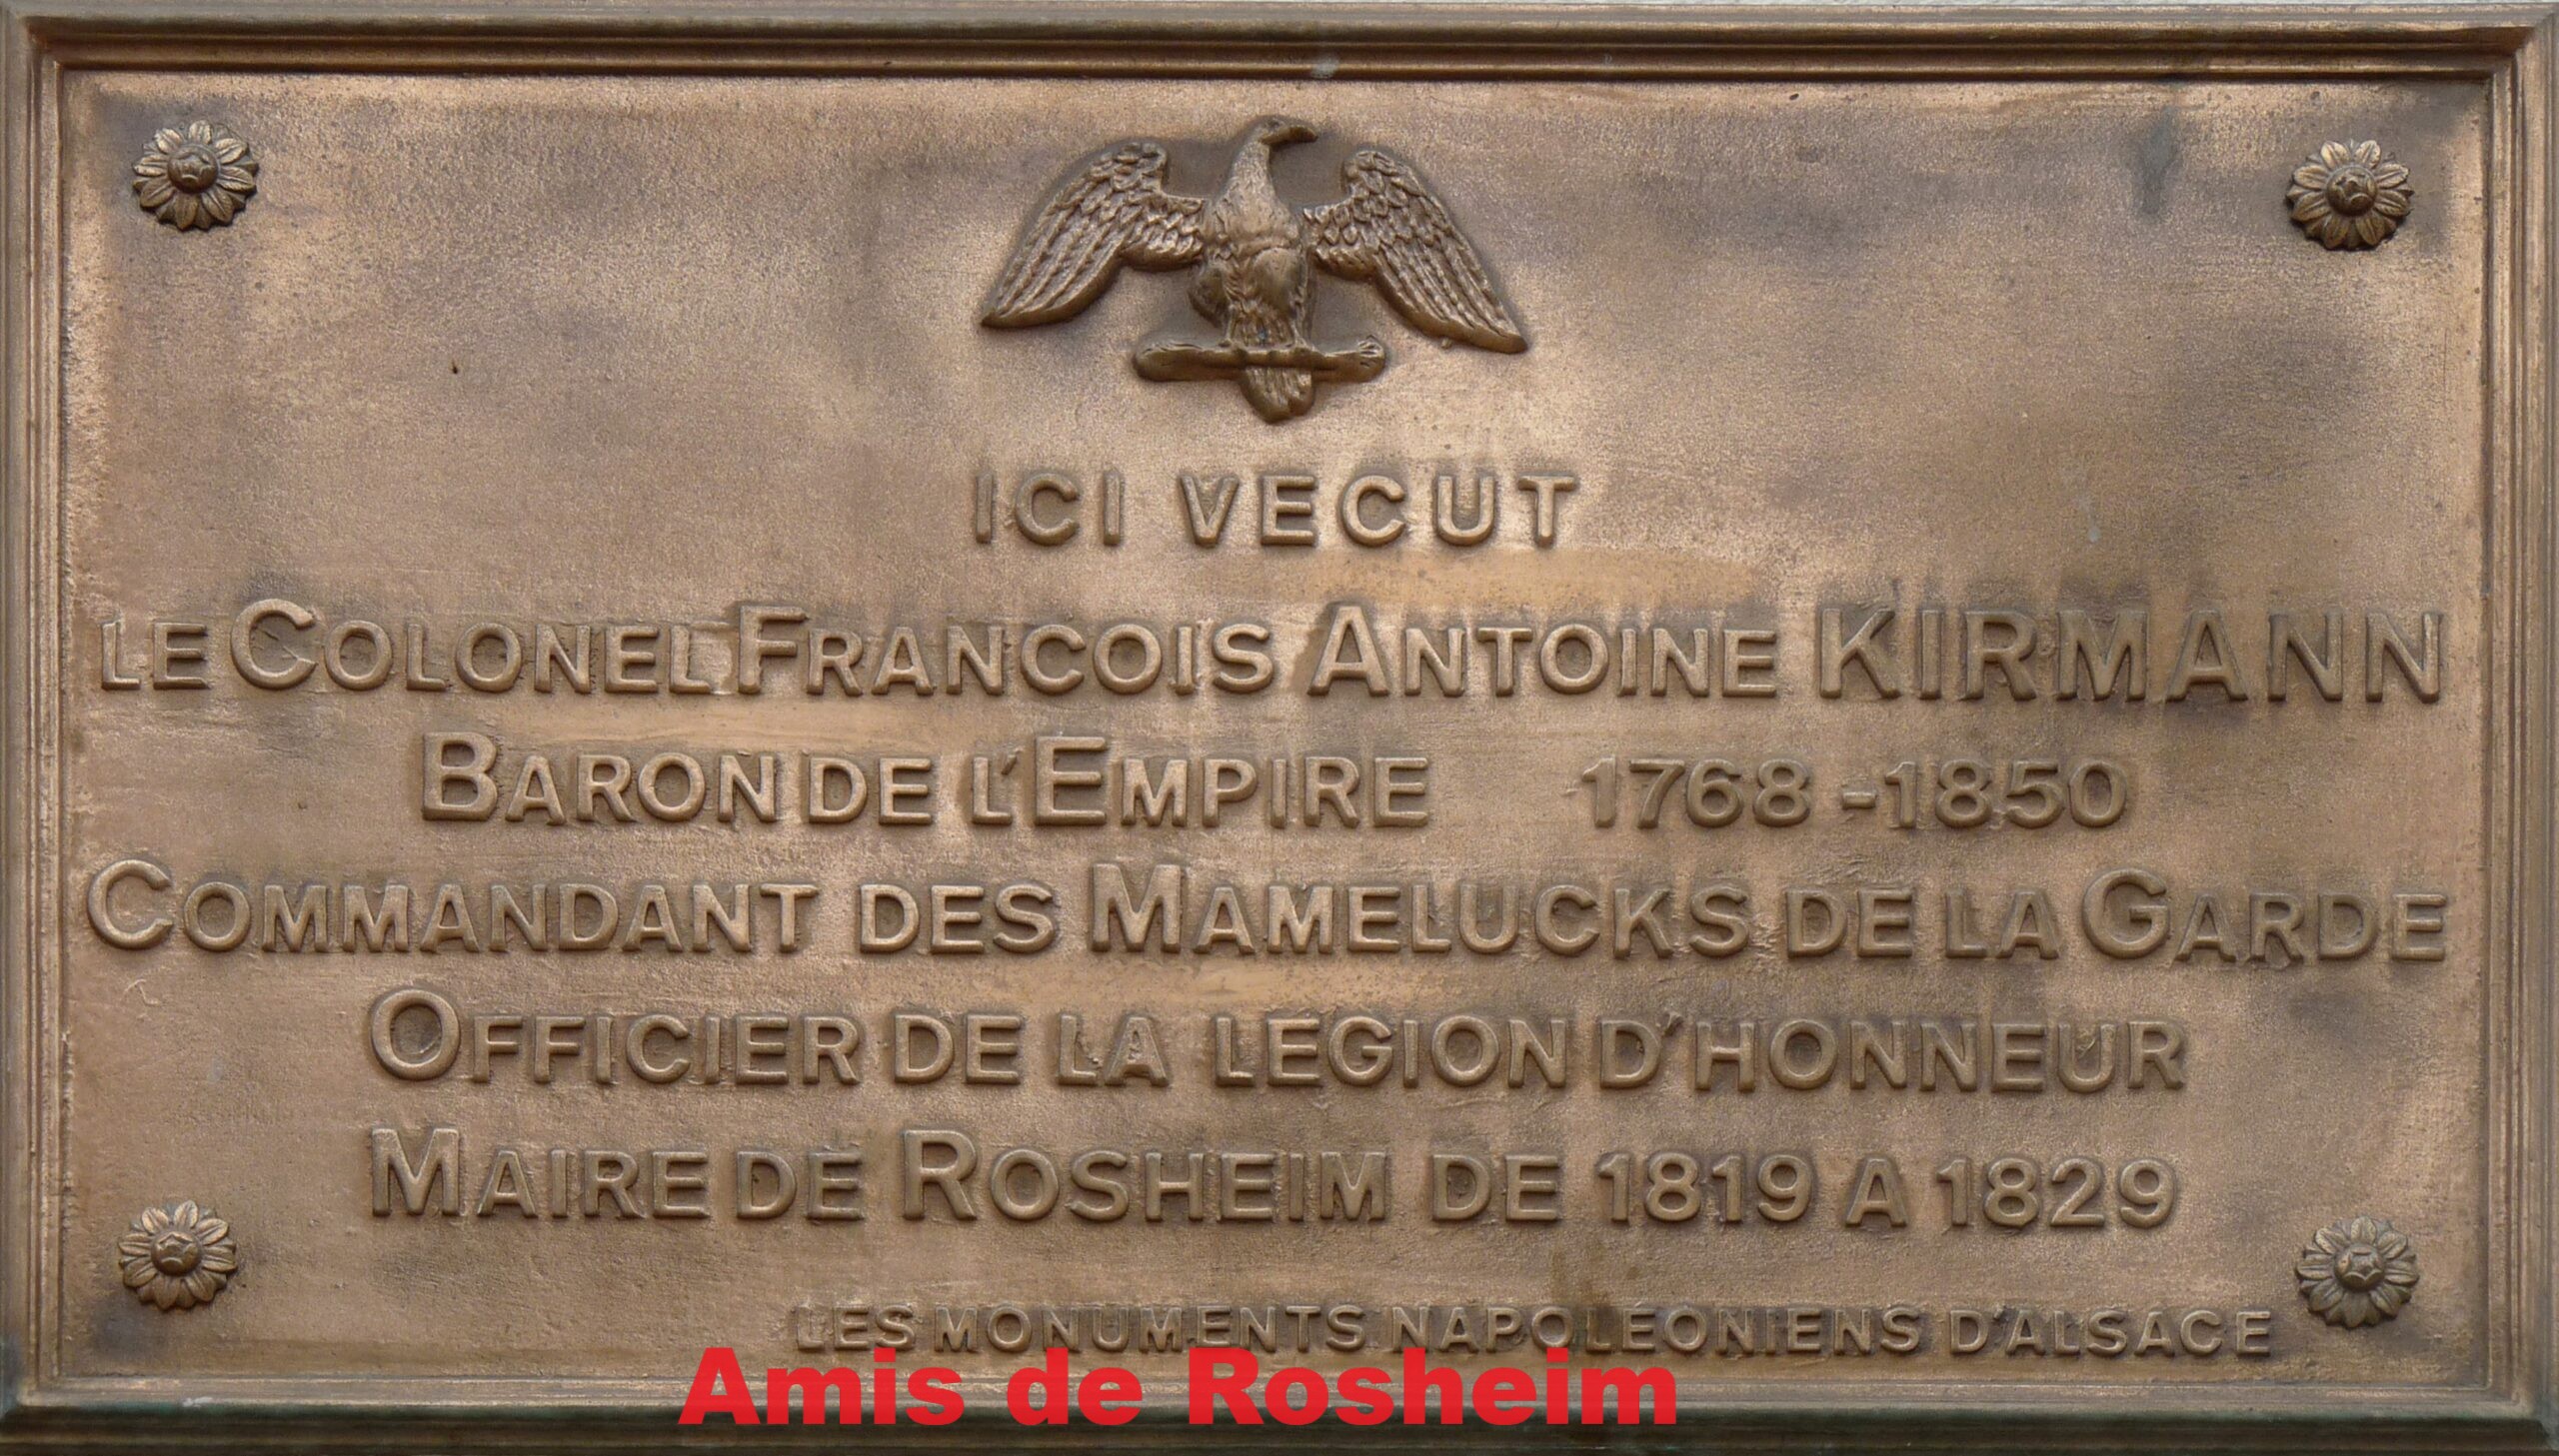 ICI VECUT
LE COLONEL FRANCOIS ANTOINE KIRMANN
BARON DE L'EMPIRE 1768-1850
COMMANDANT DES MAMELUCKS DE LA GARDE
OFFICIER DE LA LEGION D'HONNEUR
MAIRE DE ROSHEIM DE 1819 A 1829
LES MONUMENTS NAPOLEONIENS D'ALSACE
Amis de Rosheim